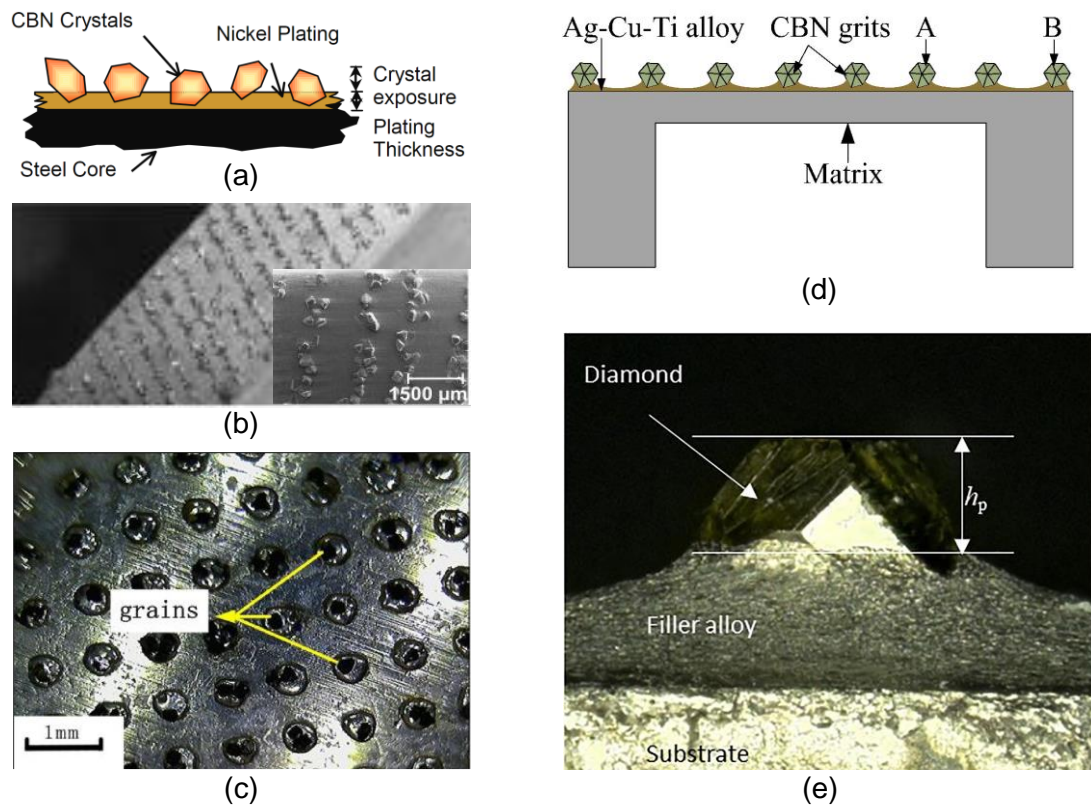 CBN Crystals
Nickel Plating
Crystal
exposure
Plating
Thickness
Steel Core
(a)
1500 µm
(b)
grains
1mm
(c)
Ag-Cu-Ti alloy
CBN grits
A
B
Matrix
(d)
Diamond
hp
Filler alloy
Substrate
(e)